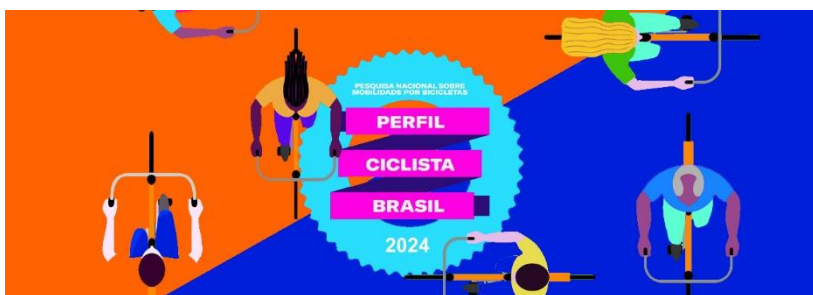 PESQUISA NACIONAL SOBRE
MOBILIDADE POR BICICLETAS
PERFIL
CICLISTA
BRASIL
2024